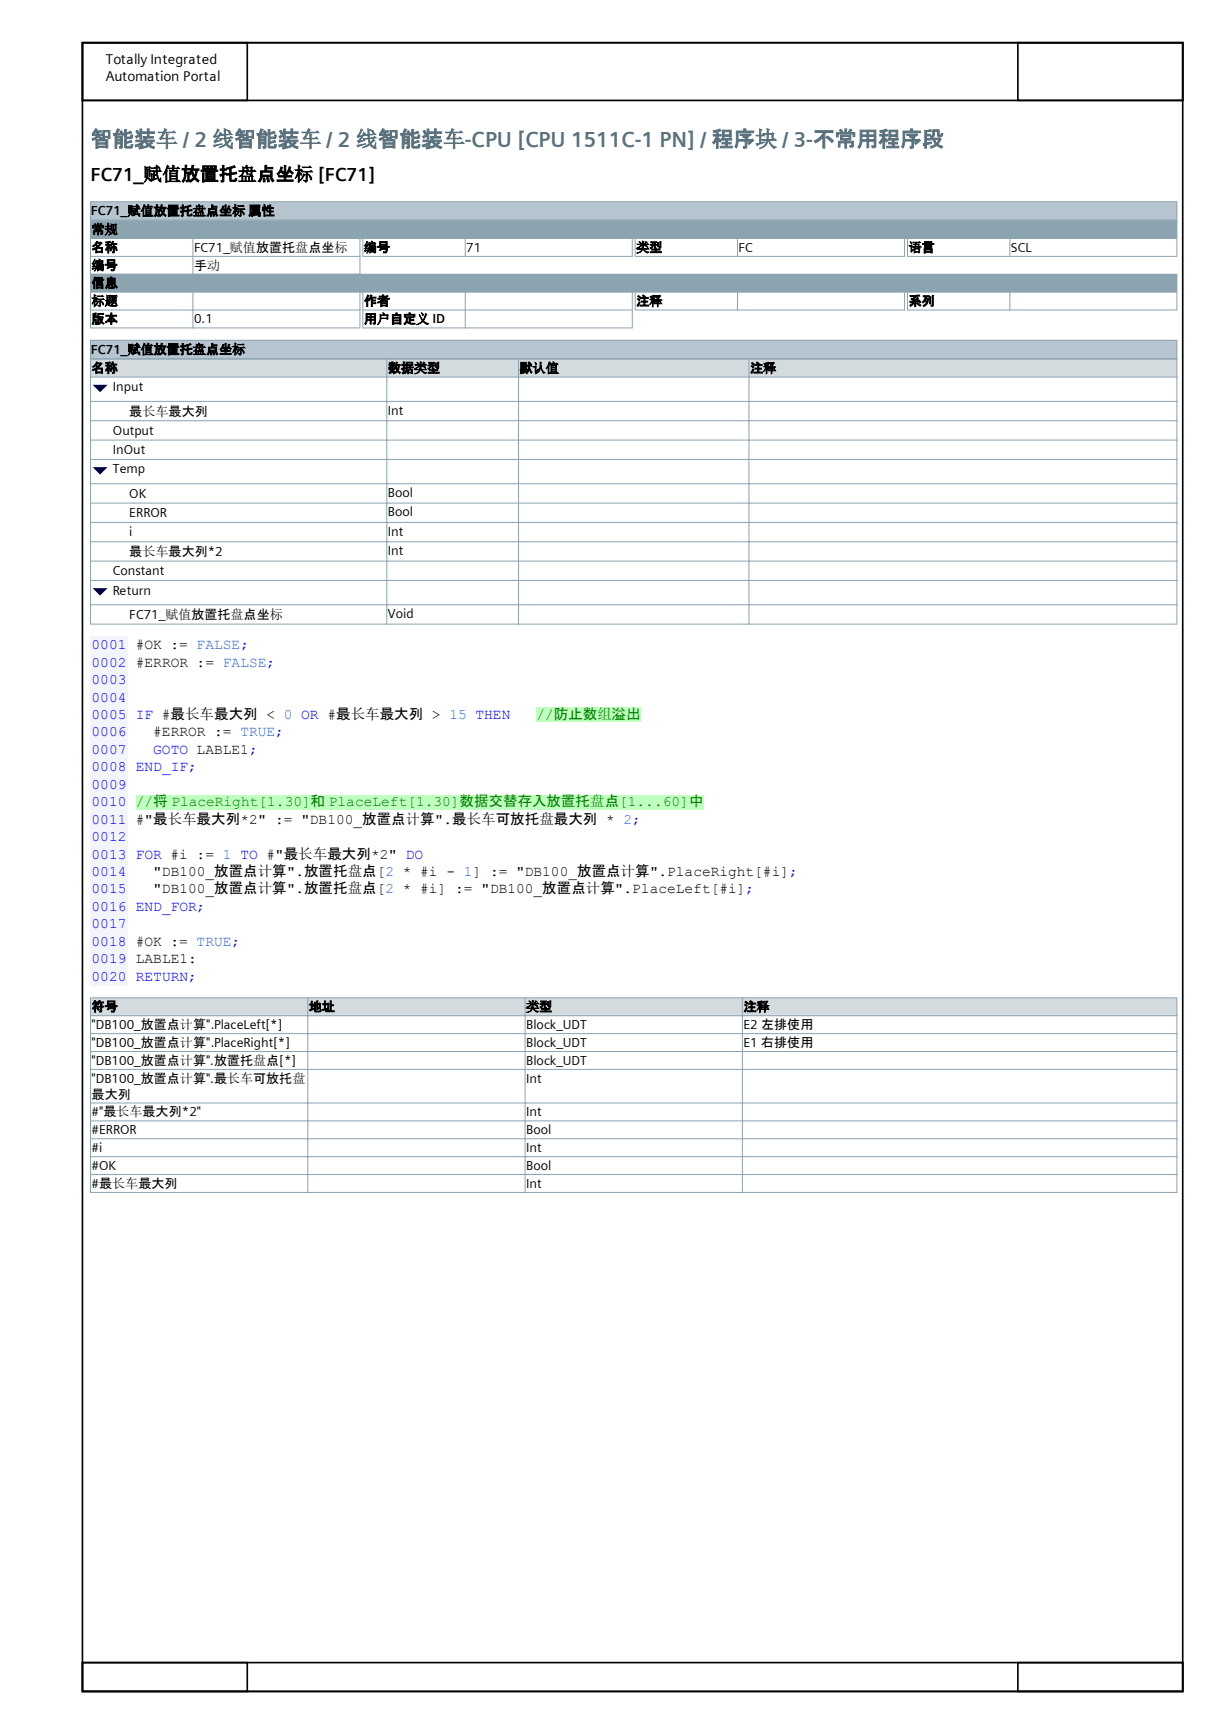 Totally Integrated
Automation Portal
智能装车 / 2 线智能装车 / 2 线智能装车-CPU [CPU 1511C-1 PN] / 程序块 / 3-不常用程序段
FC71_赋值放置托盘点坐标 [FC71]
FC71_赋值放置托盘点坐标 属性
常规
名称 FC71_赋值放置托盘点坐标 编号 71 类型 FC 语言 SCL
编号 手动
信息
标题 作者 注释 系列
版本 0.1 用户自定义 ID
FC71_赋值放置托盘点坐标
名称 数据类型 默认值 注释
Input
最长车最大列 Int
Output
InOut
Temp
OK Bool
ERROR Bool
i Int
最长车最大列*2 Int
Constant
Return
FC71_赋值放置托盘点坐标 Void
0001 #OK := FALSE;
0002 #ERROR := FALSE;
0003
0004
0005 IF #最长车最大列 < 0 OR #最长车最大列 > 15 THEN //防止数组溢出
0006 #ERROR := TRUE;
0007 GOTO LABLE1;
0008 END_IF;
0009
0010 //将 PlaceRight[1.30]和 PlaceLeft[1.30]数据交替存入放置托盘点[1...60]中
0011 #"最长车最大列*2" := "DB100_放置点计算".最长车可放托盘最大列 * 2;
0012
0013 FOR #i := 1 TO #"最长车最大列*2" DO
0014 "DB100_放置点计算".放置托盘点[2 * #i - 1] := "DB100_放置点计算".PlaceRight[#i];
0015 "DB100_放置点计算".放置托盘点[2 * #i] := "DB100_放置点计算".PlaceLeft[#i];
0016 END_FOR;
0017
0018 #OK := TRUE;
0019 LABLE1:
0020 RETURN;
符号 地址 类型 注释
"DB100_放置点计算".PlaceLeft[*] Block_UDT E2 左排使用
"DB100_放置点计算".PlaceRight[*] Block_UDT E1 右排使用
"DB100_放置点计算".放置托盘点[*] Block_UDT
"DB100_放置点计算".最长车可放托盘 Int
最大列
#"最长车最大列*2" Int
#ERROR Bool
#i Int
#OK Bool
#最长车最大列 Int